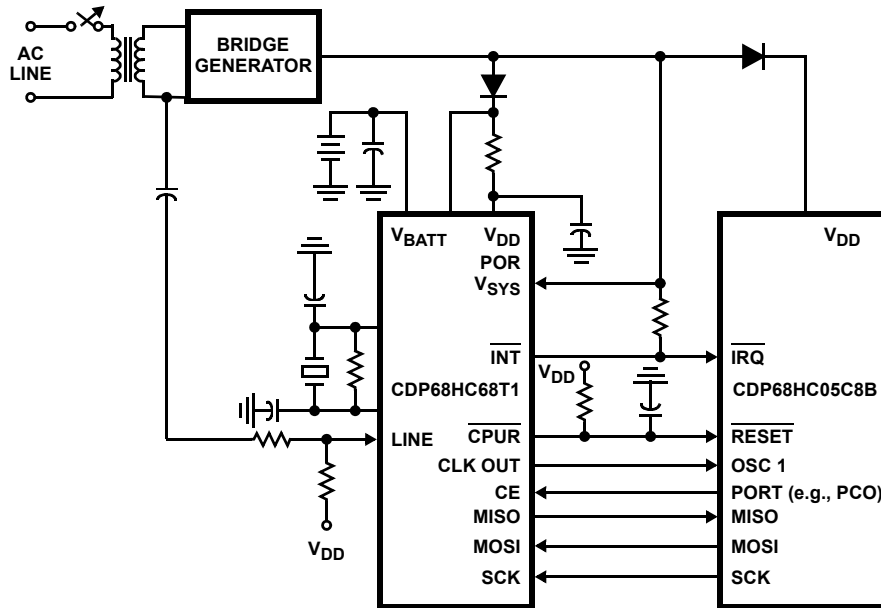 AC
LINE
BRIDGE
GENERATOR
VBATT
VDD
POR
VSYS
VDD
INT
VDD
IRQ
CDP68HC68T1
CDP68HC05C8B
LINE
CPUR
RESET
CLK OUT
OSC 1
CE
PORT (e.g., PCO)
MISO
MISO
VDD
MOSI
MOSI
SCK
SCK